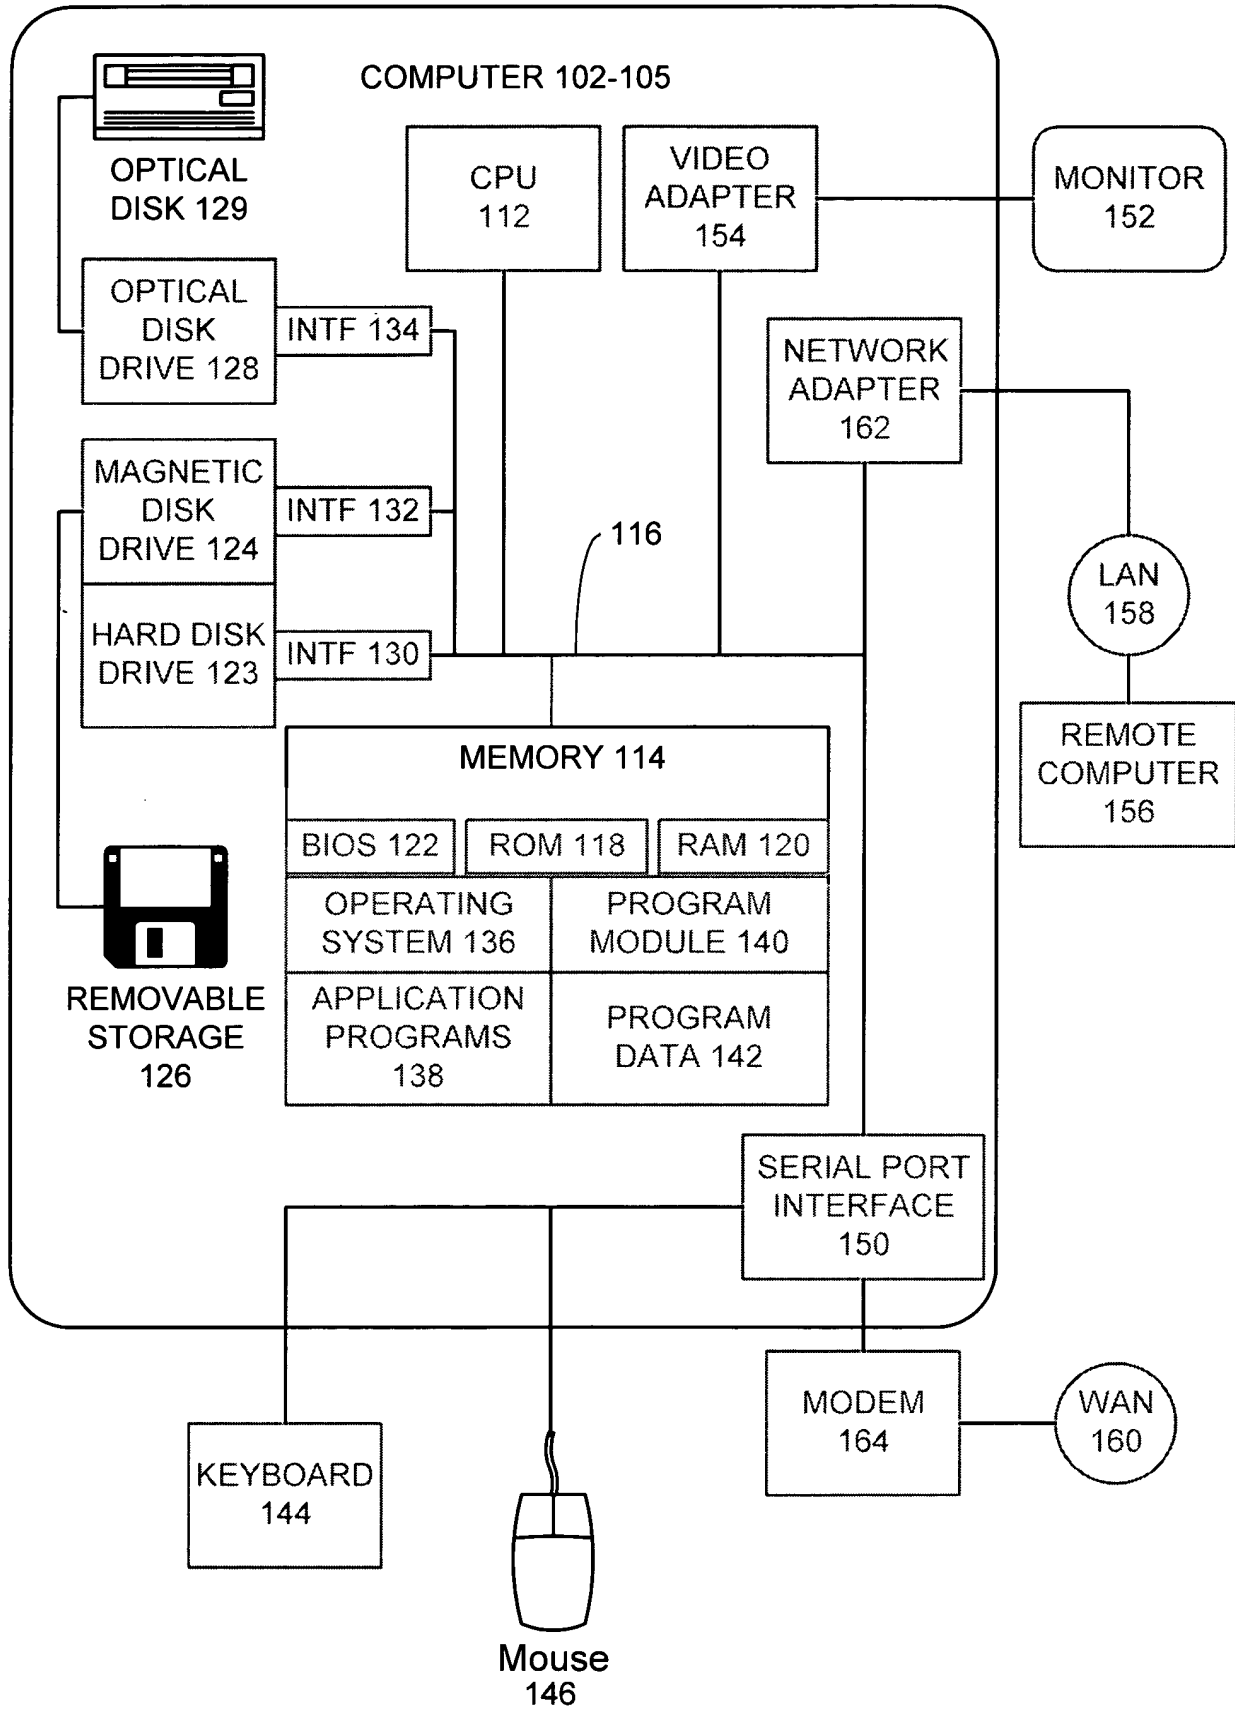 COMPUTER 102-105
OPTICAL
DISK 129
CPU
112
VIDEO
ADAPTER
154
MONITOR
152
OPTICAL
DISK
DRIVE 128
INTF 134
NETWORK
ADAPTER
162
MAGNETIC
DISK
DRIVE 124
INTF 132
116
LAN
158
HARD DISK
DRIVE 123
INTF 130
REMOTE
COMPUTER
156
MEMORY 114
BIOS 122
ROM 118
RAM 120
OPERATING
SYSTEM 136
PROGRAM
MODULE 140
REMOVABLE
STORAGE
126
APPLICATION
PROGRAMS
138
PROGRAM
DATA 142
SERIAL PORT
INTERFACE
150
MODEM
164
WAN
160
KEYBOARD
144
Mouse
146